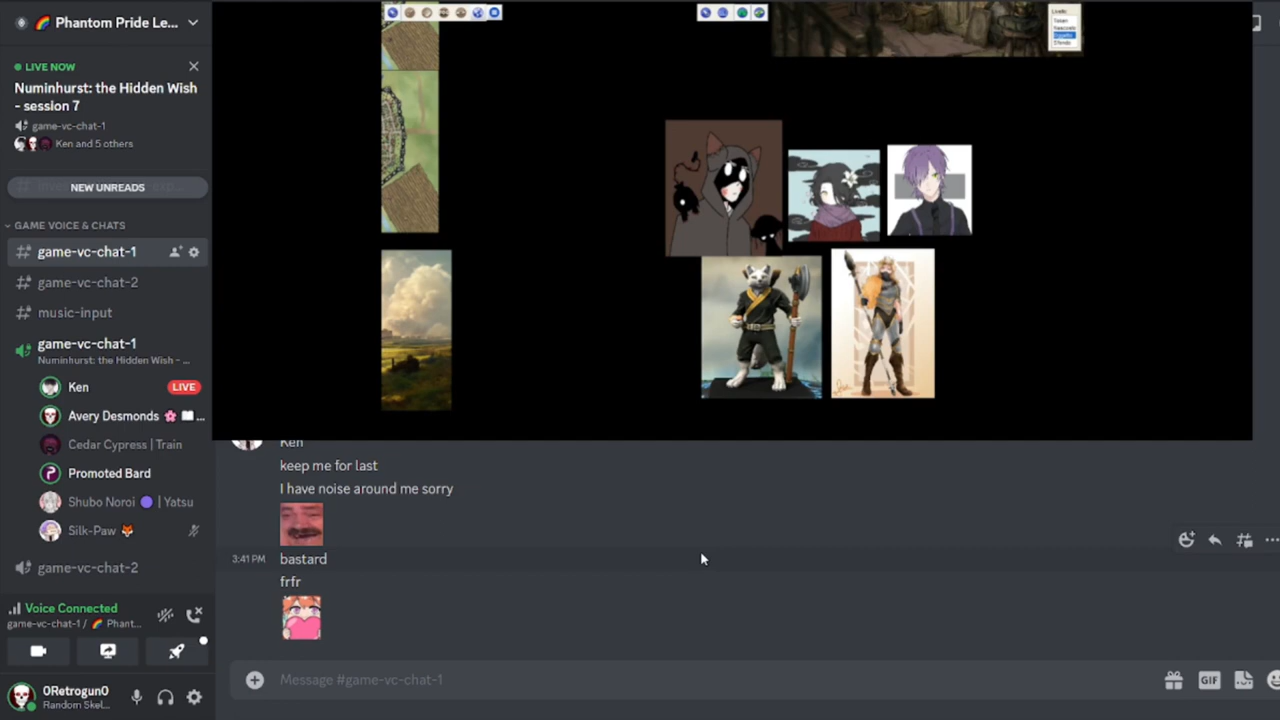 Phantom Pride Le...
LIVE NOW
Numinhurst: the Hidden Wish
- session 7
game-vc-chat-1
Ken and 5 others
NEW UNREADS
GAME VOICE & CHATS
game-vc-chat-1
game-vc-chat-2
music-input
game-vc-chat-1
Numinhurst: the Hidden Wish – ...
Ken
LIVE
Avery Desmonds
Cedar Cypress | Train
Promoted Bard
Shubo Noroi | Yatsu
Silk-Paw
game-vc-chat-2
Voice Connected
game-vc-chat-1 / Phant...
0Retrogun0
Random Skel...
Ken
keep me for last
I have noise around me sorry
3:41 PM bastard
frfr
Message #game-vc-chat-1
GIF